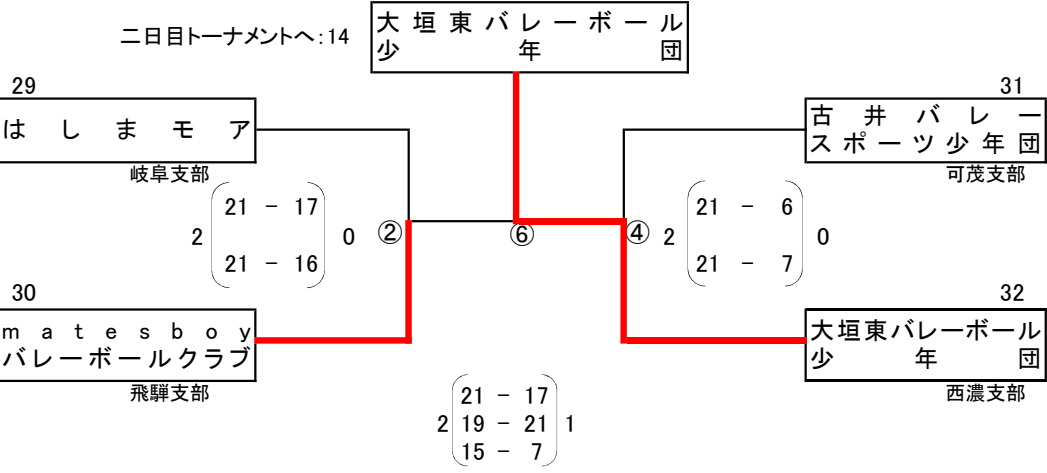 二日目トーナメントへ：14
大垣東バレーボール
少年団
29
はしまモア
岐阜支部
31
古井バレー
スポーツ少年団
可茂支部
2 21 - 17 0
21 - 16
②
⑥
④
2 21 - 6 0
21 - 7
30
matesboy
バレーボールクラブ
飛騨支部
32
大垣東バレーボール
少年団
西濃支部
21 - 17
2 19 - 21 1
15 - 7